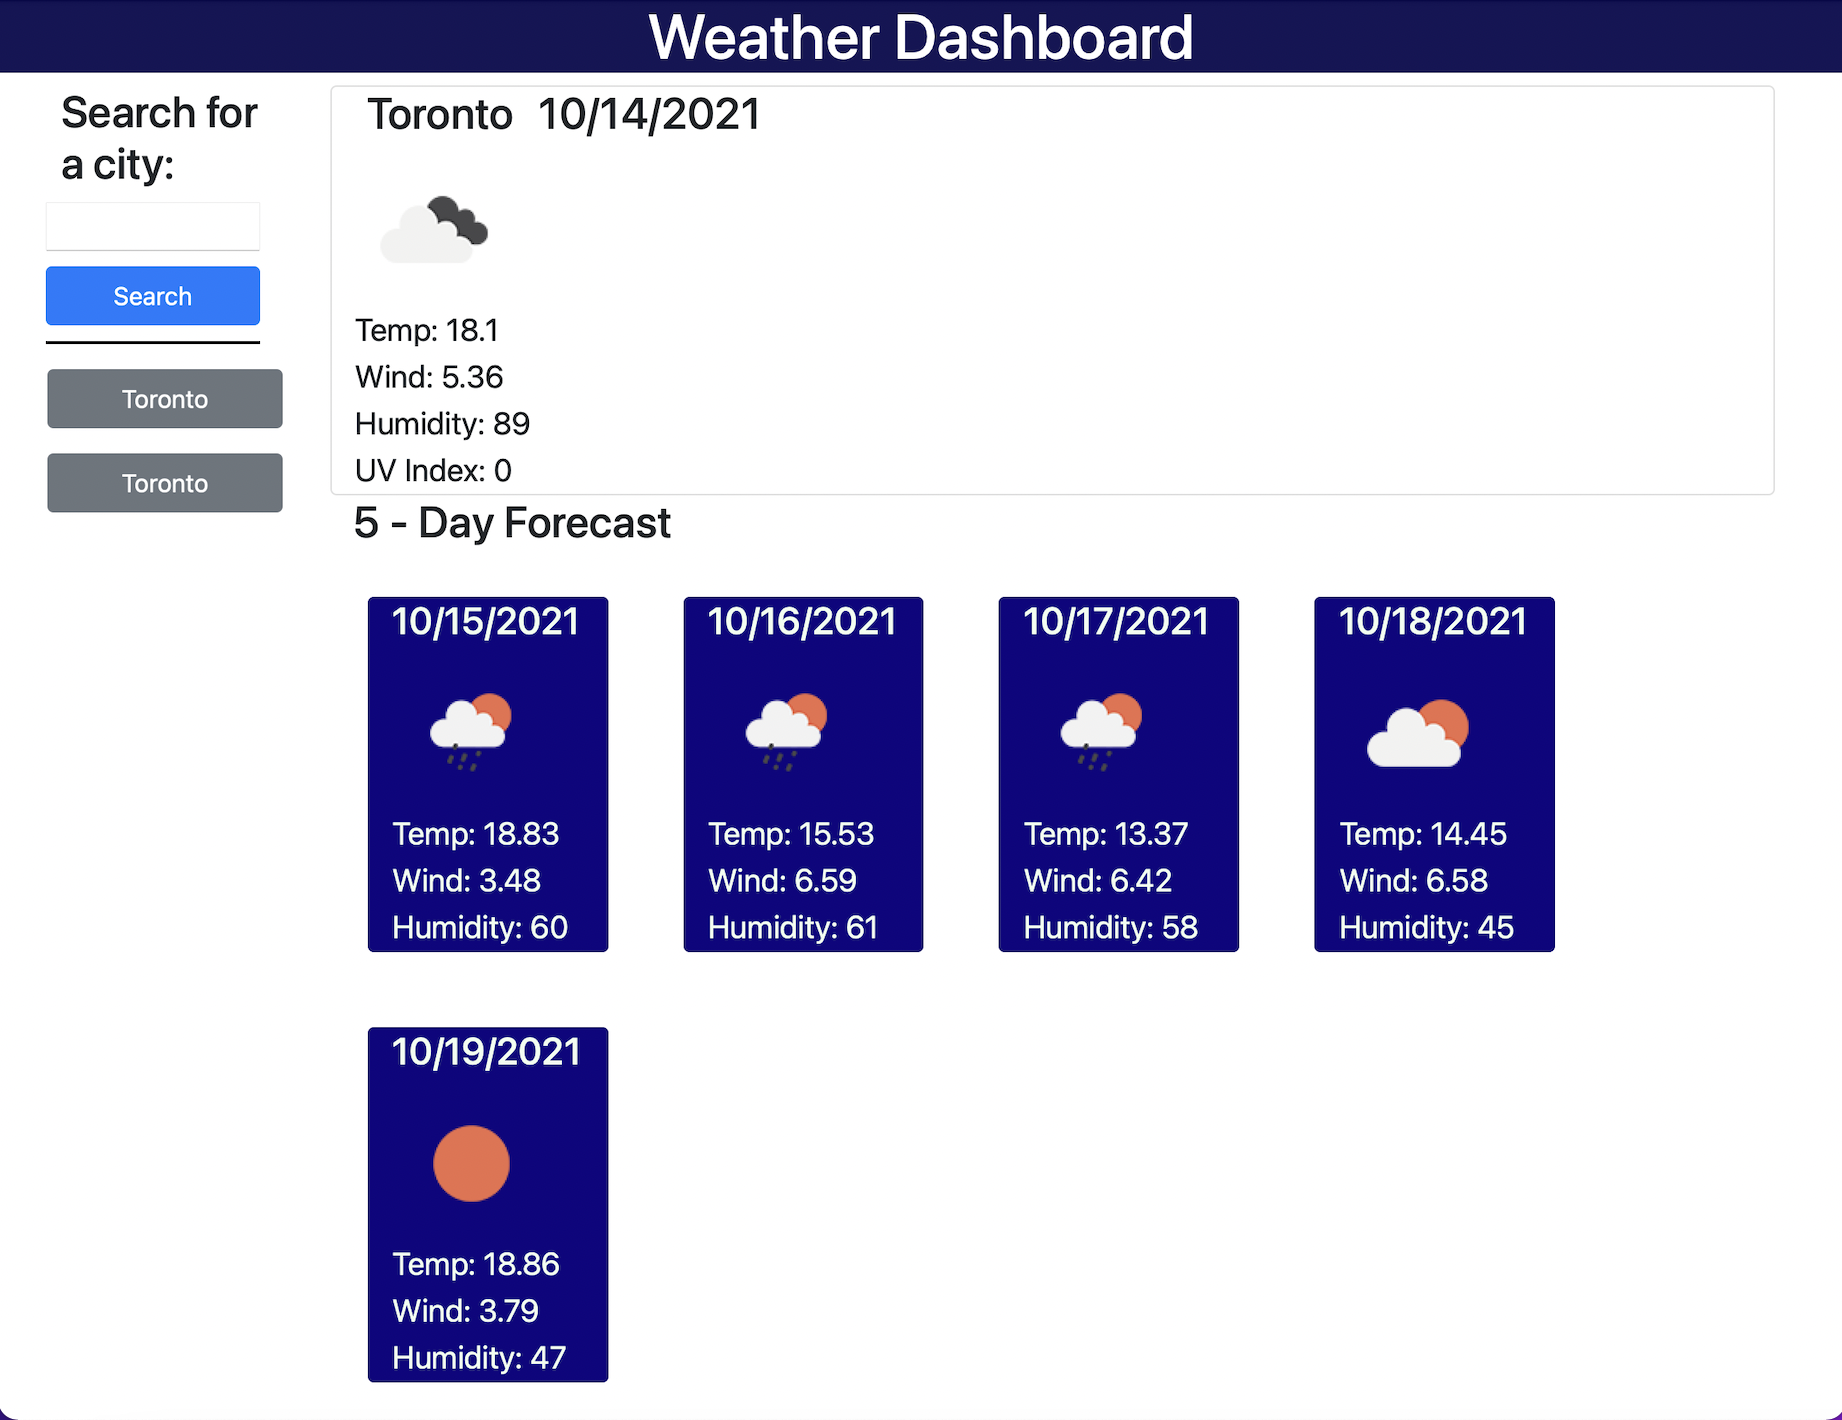 Weather Dashboard
Search for
a city:
Search
Toronto
Toronto
Toronto 10/14/2021
Temp: 18.1
Wind: 5.36
Humidity: 89
UV Index: 0
5 - Day Forecast
10/15/2021
Temp: 18.83
Wind: 3.48
Humidity: 60
10/16/2021
Temp: 15.53
Wind: 6.59
Humidity: 61
10/17/2021
Temp: 13.37
Wind: 6.42
Humidity: 58
10/18/2021
Temp: 14.45
Wind: 6.58
Humidity: 45
10/19/2021
Temp: 18.86
Wind: 3.79
Humidity: 47